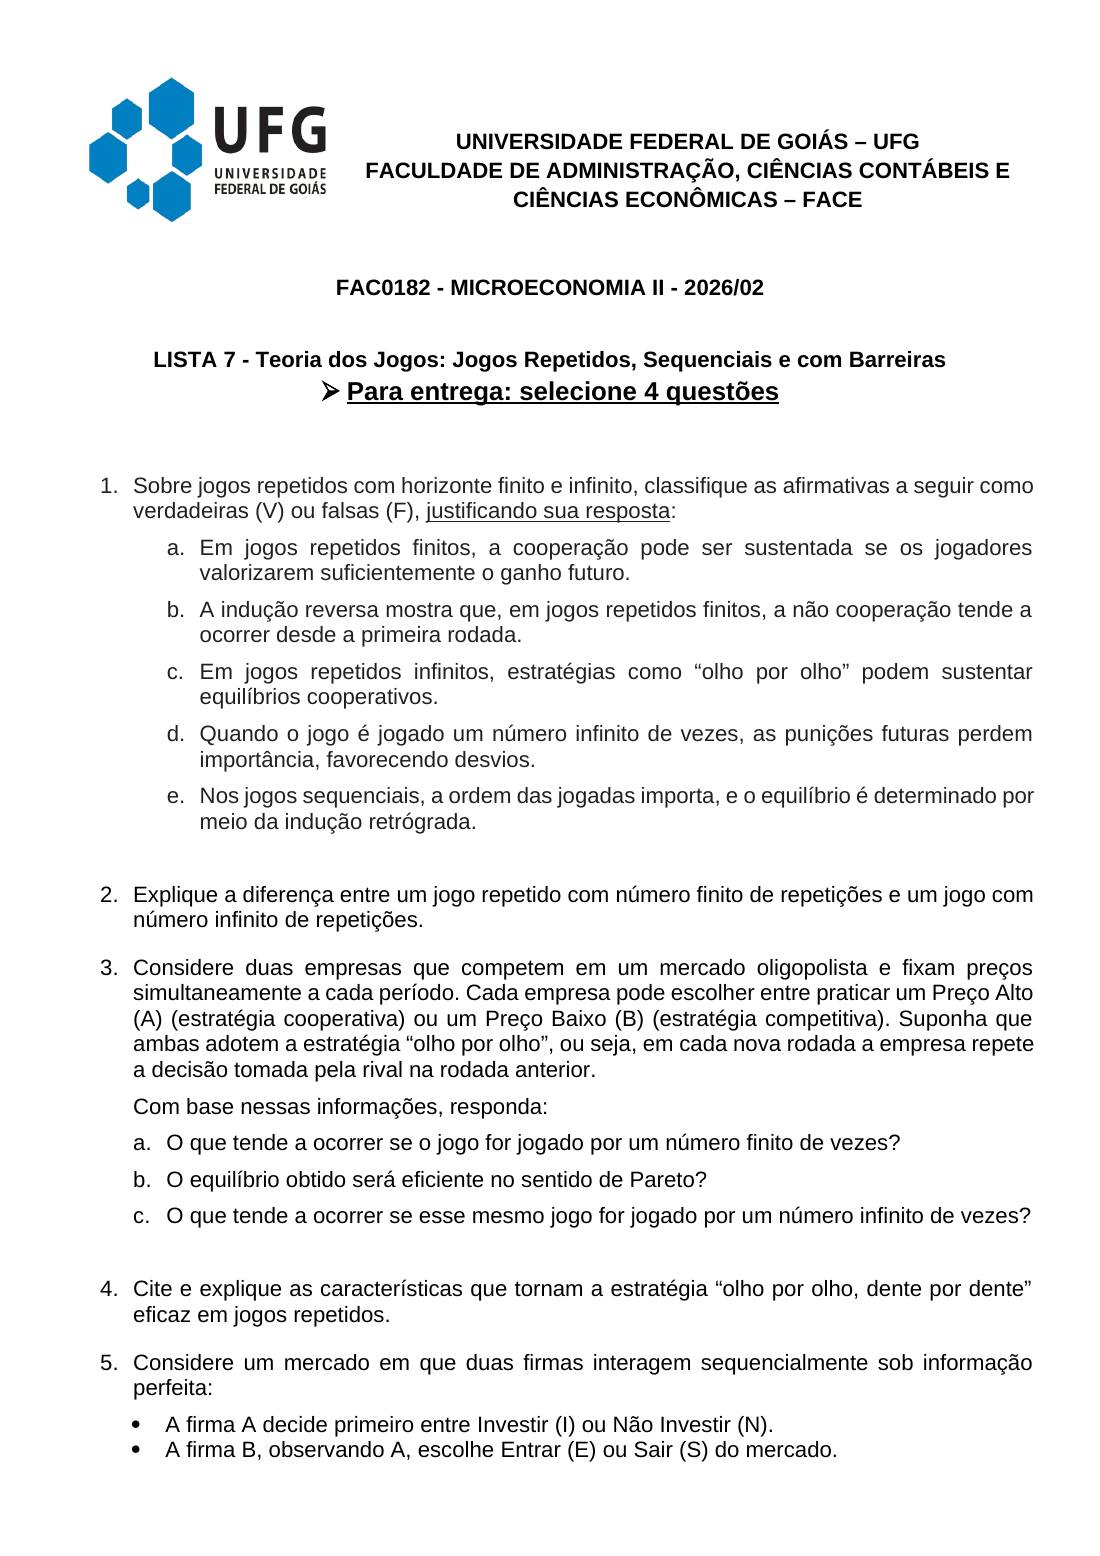 UFG
UNIVERSIDADE
FEDERAL DE GOIÁS
UNIVERSIDADE FEDERAL DE GOIÁS – UFG
FACULDADE DE ADMINISTRAÇÃO, CIÊNCIAS CONTÁBEIS E
CIÊNCIAS ECONÔMICAS – FACE
FAC0182 - MICROECONOMIA II - 2026/02
LISTA 7 - Teoria dos Jogos: Jogos Repetidos, Sequenciais e com Barreiras
➢ Para entrega: selecione 4 questões
1. Sobre jogos repetidos com horizonte finito e infinito, classifique as afirmativas a seguir como
verdadeiras (V) ou falsas (F), justificando sua resposta:
a. Em jogos repetidos finitos, a cooperação pode ser sustentada se os jogadores
valorizarem suficientemente o ganho futuro.
b. A indução reversa mostra que, em jogos repetidos finitos, a não cooperação tende a
ocorrer desde a primeira rodada.
c. Em jogos repetidos infinitos, estratégias como “olho por olho” podem sustentar
equilíbrios cooperativos.
d. Quando o jogo é jogado um número infinito de vezes, as punições futuras perdem
importância, favorecendo desvios.
e. Nos jogos sequenciais, a ordem das jogadas importa, e o equilíbrio é determinado por
meio da indução retrógrada.
2. Explique a diferença entre um jogo repetido com número finito de repetições e um jogo com
número infinito de repetições.
3. Considere duas empresas que competem em um mercado oligopolista e fixam preços
simultaneamente a cada período. Cada empresa pode escolher entre praticar um Preço Alto
(A) (estratégia cooperativa) ou um Preço Baixo (B) (estratégia competitiva). Suponha que
ambas adotem a estratégia “olho por olho”, ou seja, em cada nova rodada a empresa repete
a decisão tomada pela rival na rodada anterior.
Com base nessas informações, responda:
a. O que tende a ocorrer se o jogo for jogado por um número finito de vezes?
b. O equilíbrio obtido será eficiente no sentido de Pareto?
c. O que tende a ocorrer se esse mesmo jogo for jogado por um número infinito de vezes?
4. Cite e explique as características que tornam a estratégia “olho por olho, dente por dente”
eficaz em jogos repetidos.
5. Considere um mercado em que duas firmas interagem sequencialmente sob informação
perfeita:
• A firma A decide primeiro entre Investir (I) ou Não Investir (N).
• A firma B, observando A, escolhe Entrar (E) ou Sair (S) do mercado.